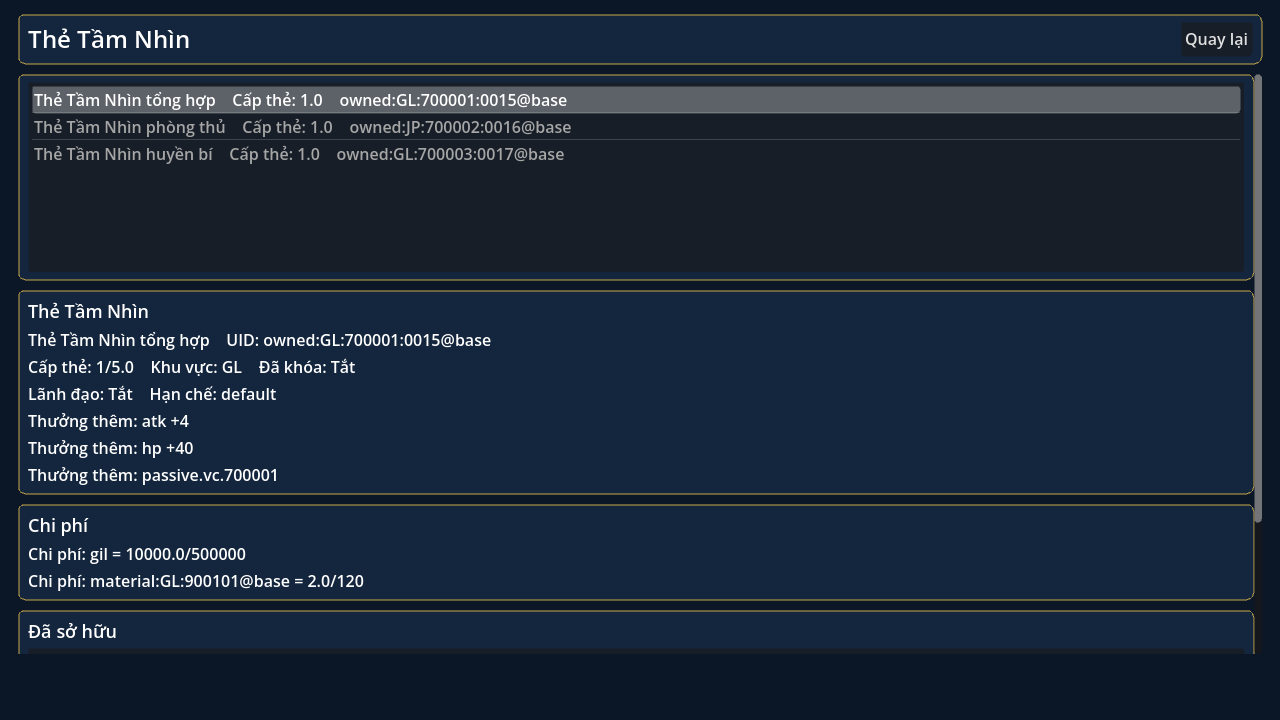 Thẻ Tầm Nhìn
Quay lại
Thẻ Tầm Nhìn tổng hợp    Cấp thẻ: 1.0    owned:GL:700001:0015@base
Thẻ Tầm Nhìn phòng thủ    Cấp thẻ: 1.0    owned:JP:700002:0016@base
Thẻ Tầm Nhìn huyền bí    Cấp thẻ: 1.0    owned:GL:700003:0017@base
Thẻ Tầm Nhìn
Thẻ Tầm Nhìn tổng hợp    UID: owned:GL:700001:0015@base
Cấp thẻ: 1/5.0    Khu vực: GL    Đã khóa: Tắt
Lãnh đạo: Tắt    Hạn chế: default
Thưởng thêm: atk +4
Thưởng thêm: hp +40
Thưởng thêm: passive.vc.700001
Chi phí
Chi phí: gil = 10000.0/500000
Chi phí: material:GL:900101@base = 2.0/120
Đã sở hữu